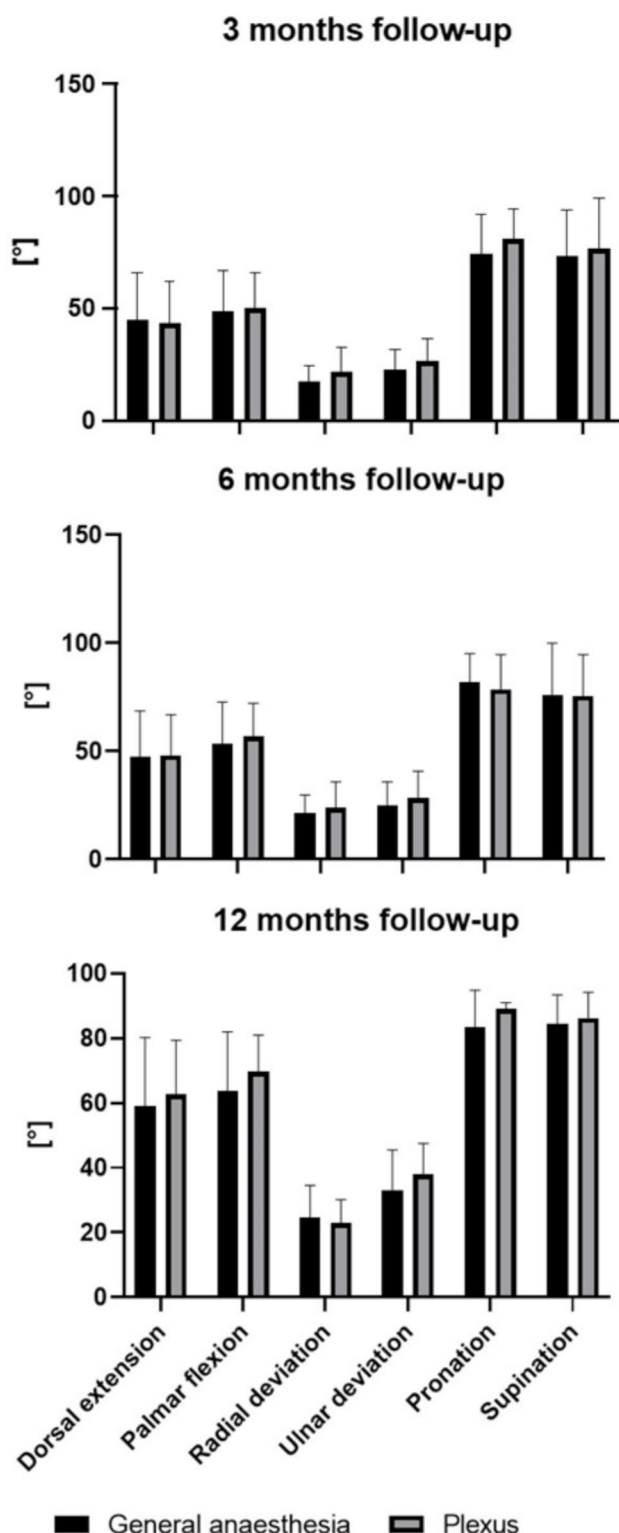 3 months follow-up
150
100
50
0
[°]
6 months follow-up
150
100
50
0
[°]
12 months follow-up
100
80
60
40
20
0
[°]
Dorsal extension
Palmar flexion
Radial deviation
Ulnar deviation
Pronation
Supination
General anaesthesia Plexus